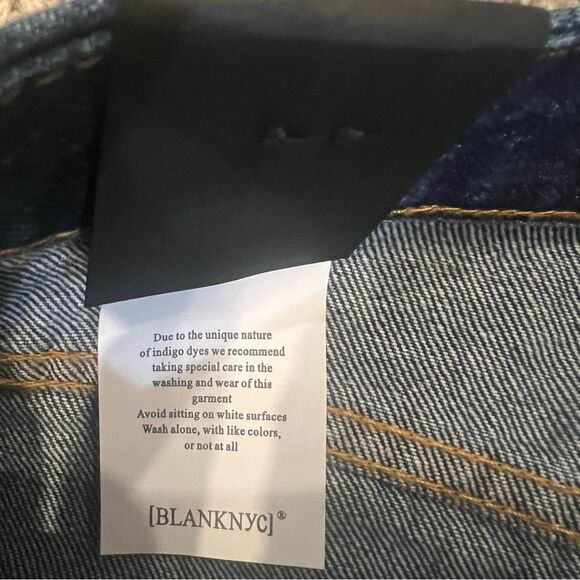 Due to the unique nature
of indigo dyes we recommend
taking special care in the
washing and wear of this
garment
Avoid sitting on white surfaces
Wash alone, with like colors,
or not at all
[BLANKNYC]®